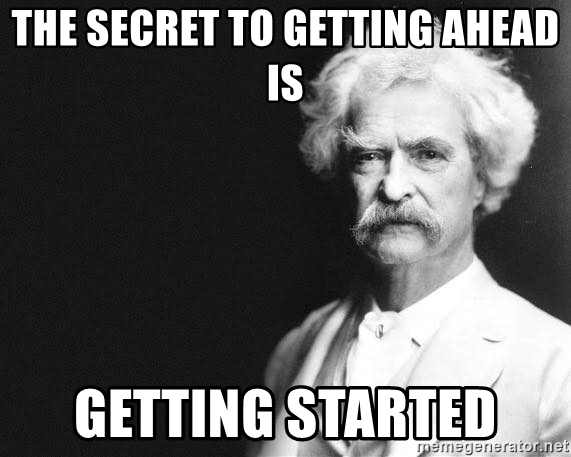 THE SECRET TO GETTING AHEAD
IS
GETTING STARTED
memegenerator.net